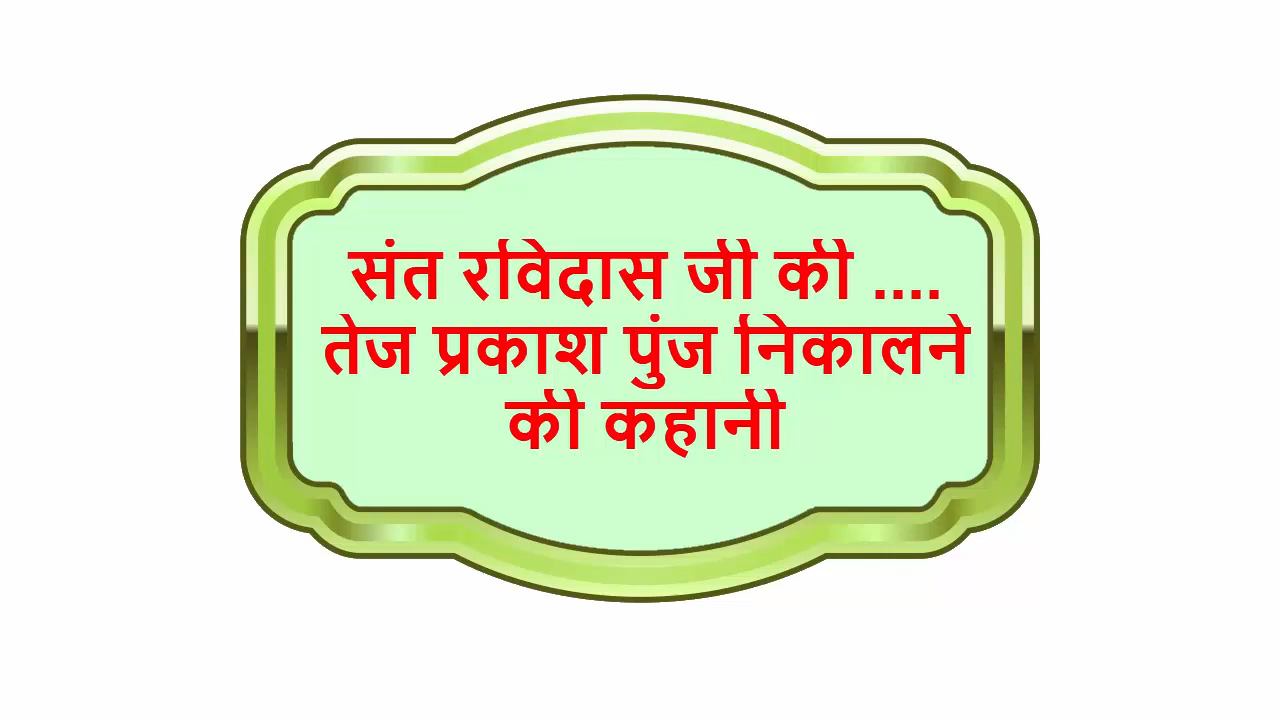 संत रविदास जी की ....
तेज प्रकाश पुंज निकालने
की कहानी